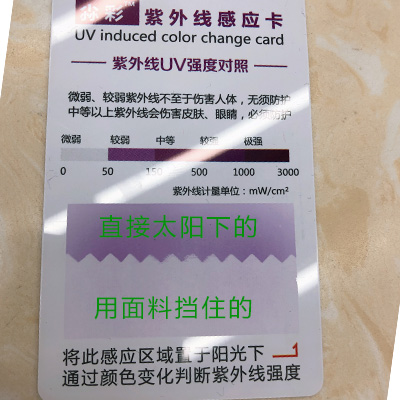 弥彩
紫外线感应卡
UV induced color change card
紫外线UV强度对照
微弱、较弱紫外线不至于伤害人体，无须防护
中等以上紫外线会伤害皮肤、眼睛，必须防护
微弱 较弱 中等 较强 极强
0 50 150 500 1000 3000
紫外线计量单位：mW/cm²
直接太阳下的
用面料挡住的
将此感应区域置于阳光下
通过颜色变化判断紫外线强度